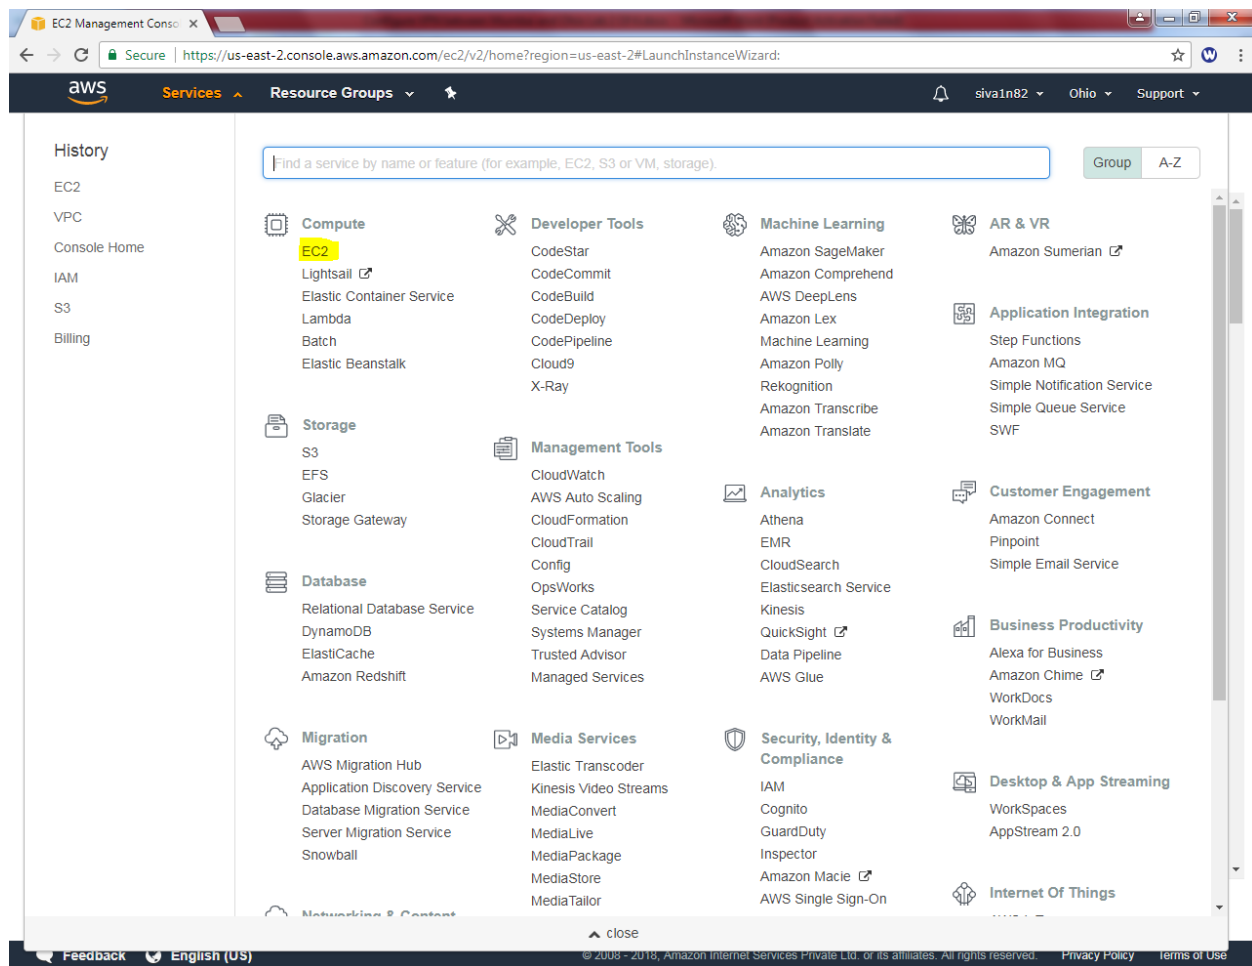 EC2 Management Conso
Secure https://us-east-2.console.aws.amazon.com/ec2/v2/home?region=us-east-2#LaunchInstanceWizard:
aws Services Resource Groups siva1n82 Ohio Support
History
EC2
VPC
Console Home
IAM
S3
Billing
Find a service by name or feature (for example, EC2, S3 or VM, storage).
Group A-Z
Compute
EC2
Lightsail
Elastic Container Service
Lambda
Batch
Elastic Beanstalk
Storage
S3
EFS
Glacier
Storage Gateway
Database
Relational Database Service
DynamoDB
ElastiCache
Amazon Redshift
Migration
AWS Migration Hub
Application Discovery Service
Database Migration Service
Server Migration Service
Snowball
Networking & Content
Developer Tools
CodeStar
CodeCommit
CodeBuild
CodeDeploy
CodePipeline
Cloud9
X-Ray
Management Tools
CloudWatch
AWS Auto Scaling
CloudFormation
CloudTrail
Config
OpsWorks
Service Catalog
Systems Manager
Trusted Advisor
Managed Services
Media Services
Elastic Transcoder
Kinesis Video Streams
MediaConvert
MediaLive
MediaPackage
MediaStore
MediaTailor
Machine Learning
Amazon SageMaker
Amazon Comprehend
AWS DeepLens
Amazon Lex
Machine Learning
Amazon Polly
Rekognition
Amazon Transcribe
Amazon Translate
Analytics
Athena
EMR
CloudSearch
Elasticsearch Service
Kinesis
QuickSight
Data Pipeline
AWS Glue
Security, Identity &
Compliance
IAM
Cognito
GuardDuty
Inspector
Amazon Macie
AWS Single Sign-On
AR & VR
Amazon Sumerian
Application Integration
Step Functions
Amazon MQ
Simple Notification Service
Simple Queue Service
SWF
Customer Engagement
Amazon Connect
Pinpoint
Simple Email Service
Business Productivity
Alexa for Business
Amazon Chime
WorkDocs
WorkMail
Desktop & App Streaming
WorkSpaces
AppStream 2.0
Internet Of Things
close
Feedback English (US) © 2008 - 2018, Amazon Internet Services Private Ltd. or its affiliates. All rights reserved. Privacy Policy Terms of Use